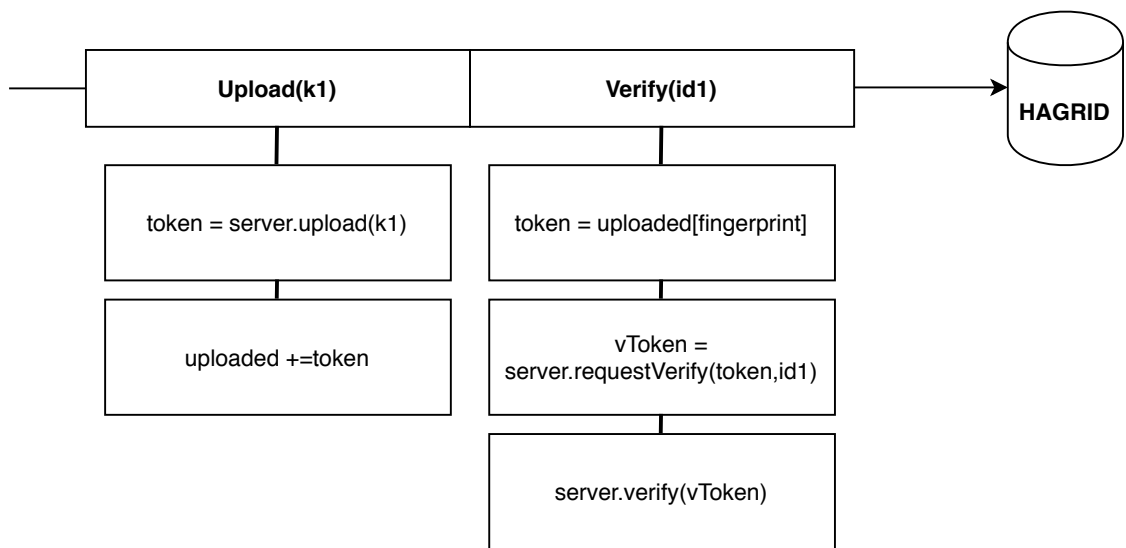 Upload(k1)
Verify(id1)
HAGRID
token = server.upload(k1)
token = uploaded[fingerprint]
uploaded +=token
vToken =
server.requestVerify(token,id1)
server.verify(vToken)